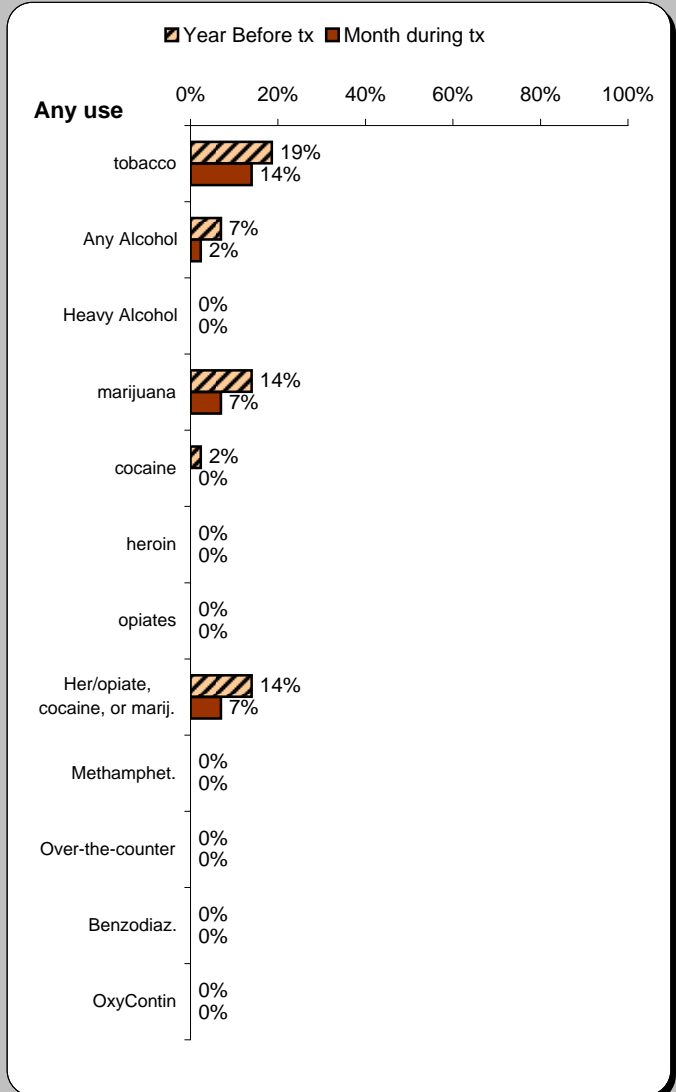 Year Before tx Month during tx
0% 20% 40% 60% 80% 100%
Any use
tobacco 19%
14%
Any Alcohol 7%
2%
Heavy Alcohol 0%
0%
marijuana 14%
7%
cocaine 2%
0%
heroin 0%
0%
opiates 0%
0%
Her/opiate, 14%
cocaine, or marij. 7%
Methamphet. 0%
0%
Over-the-counter 0%
0%
Benzodiaz. 0%
0%
OxyContin 0%
0%